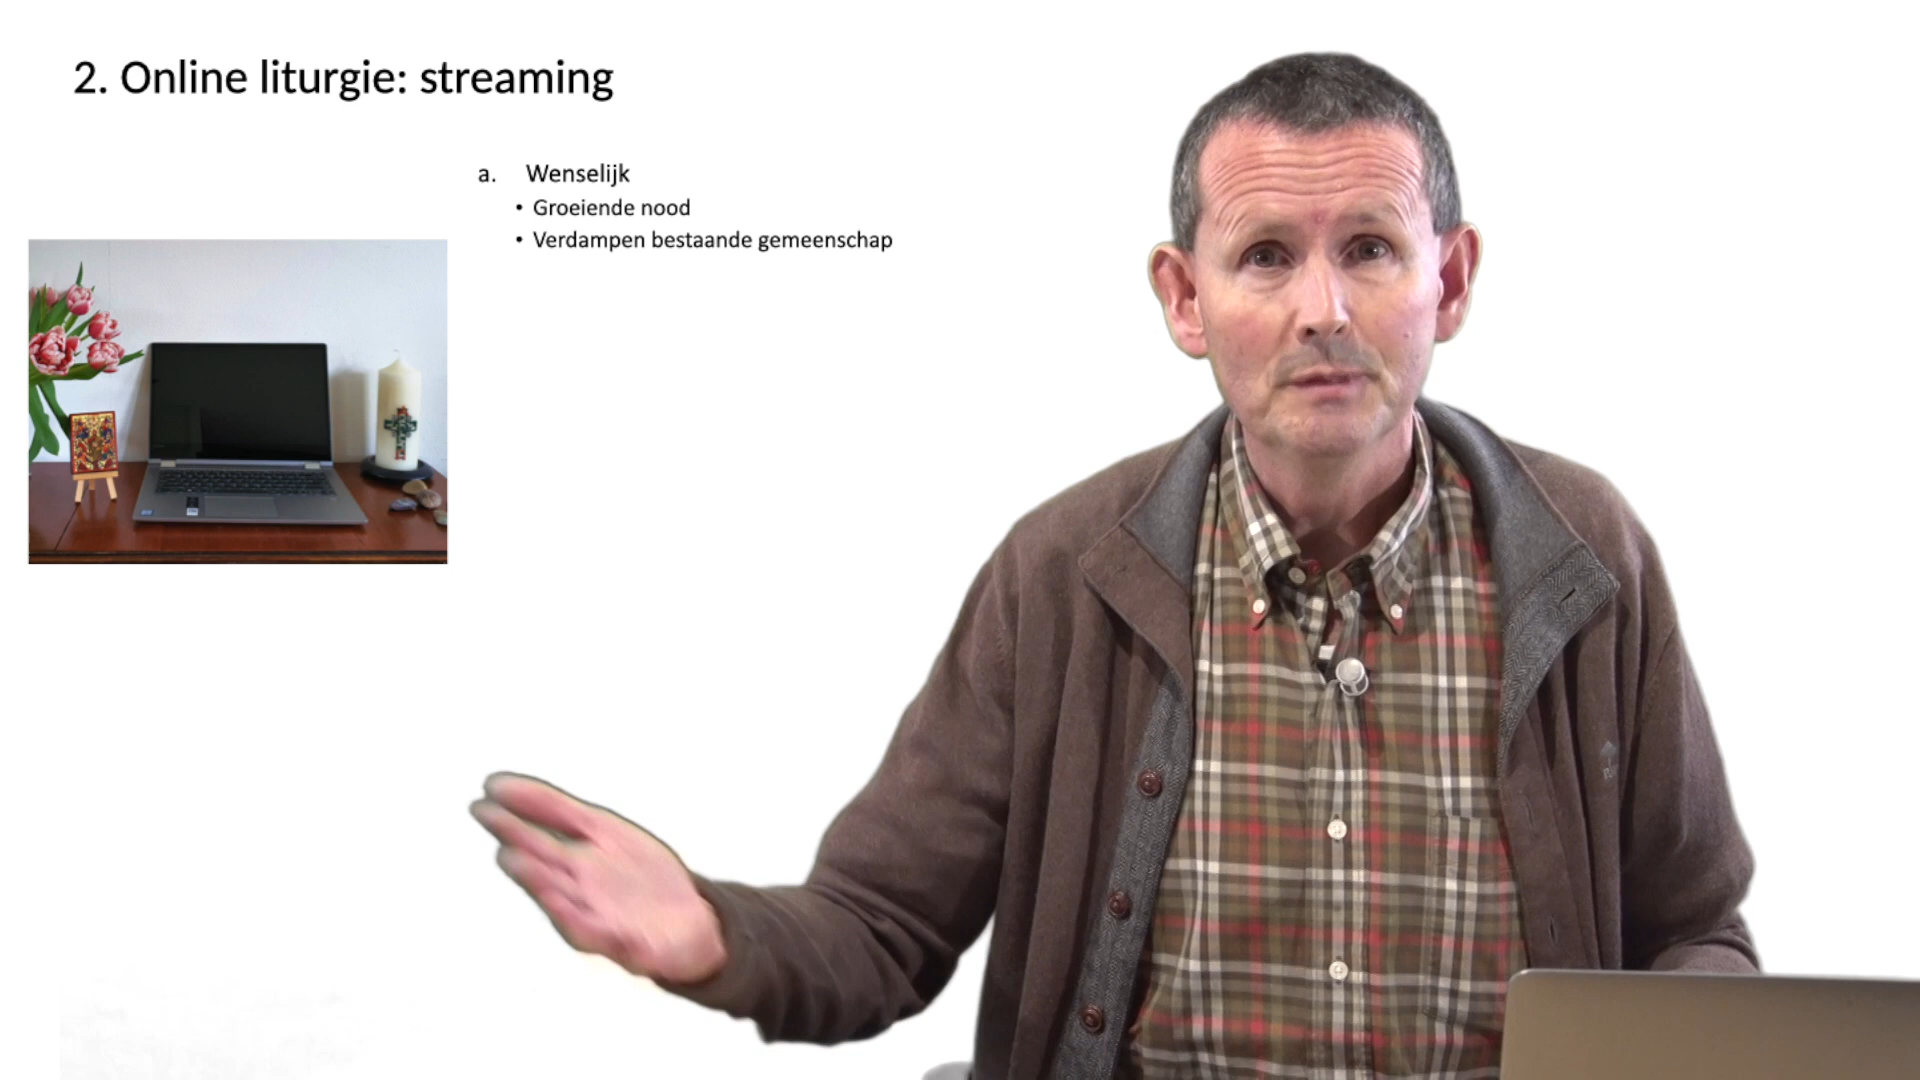 2. Online liturgie: streaming
a. Wenselijk
• Groeiende nood
• Verdampen bestaande gemeenschap